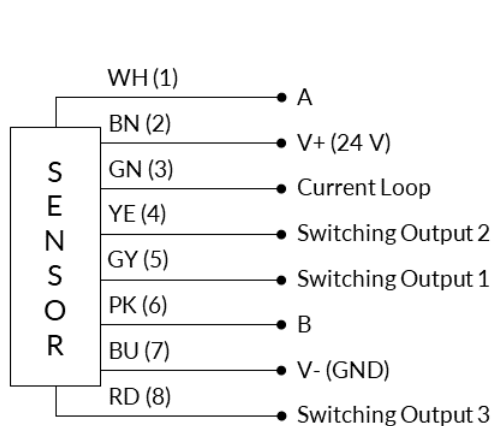 WH (1)
A
BN (2)
V+ (24 V)
GN (3)
Current Loop
YE (4)
Switching Output 2
GY (5)
Switching Output 1
PK (6)
B
BU (7)
V- (GND)
RD (8)
Switching Output 3
SENSOR